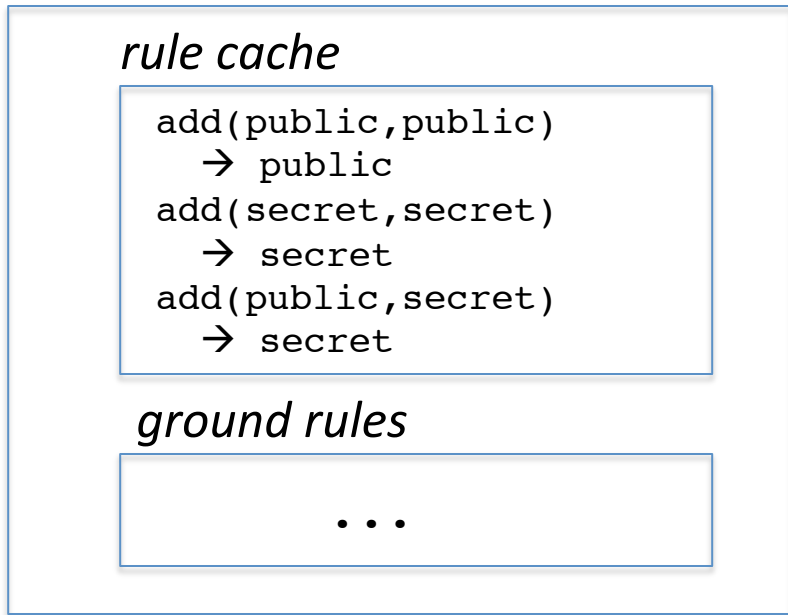 rule cache
add(public,public)
→ public
add(secret,secret)
→ secret
add(public,secret)
→ secret
ground rules
...